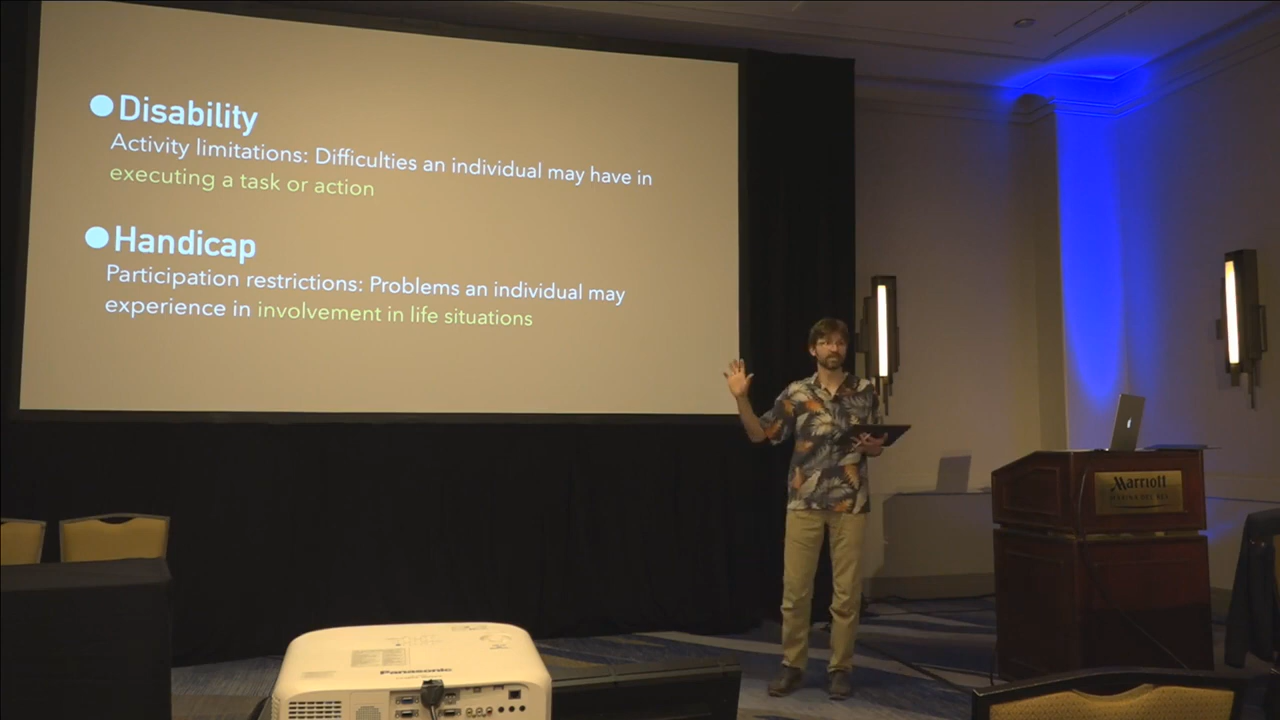 Disability
Activity limitations: Difficulties an individual may have in
executing a task or action
Handicap
Participation restrictions: Problems an individual may
experience in involvement in life situations
Marriott
Panasonic